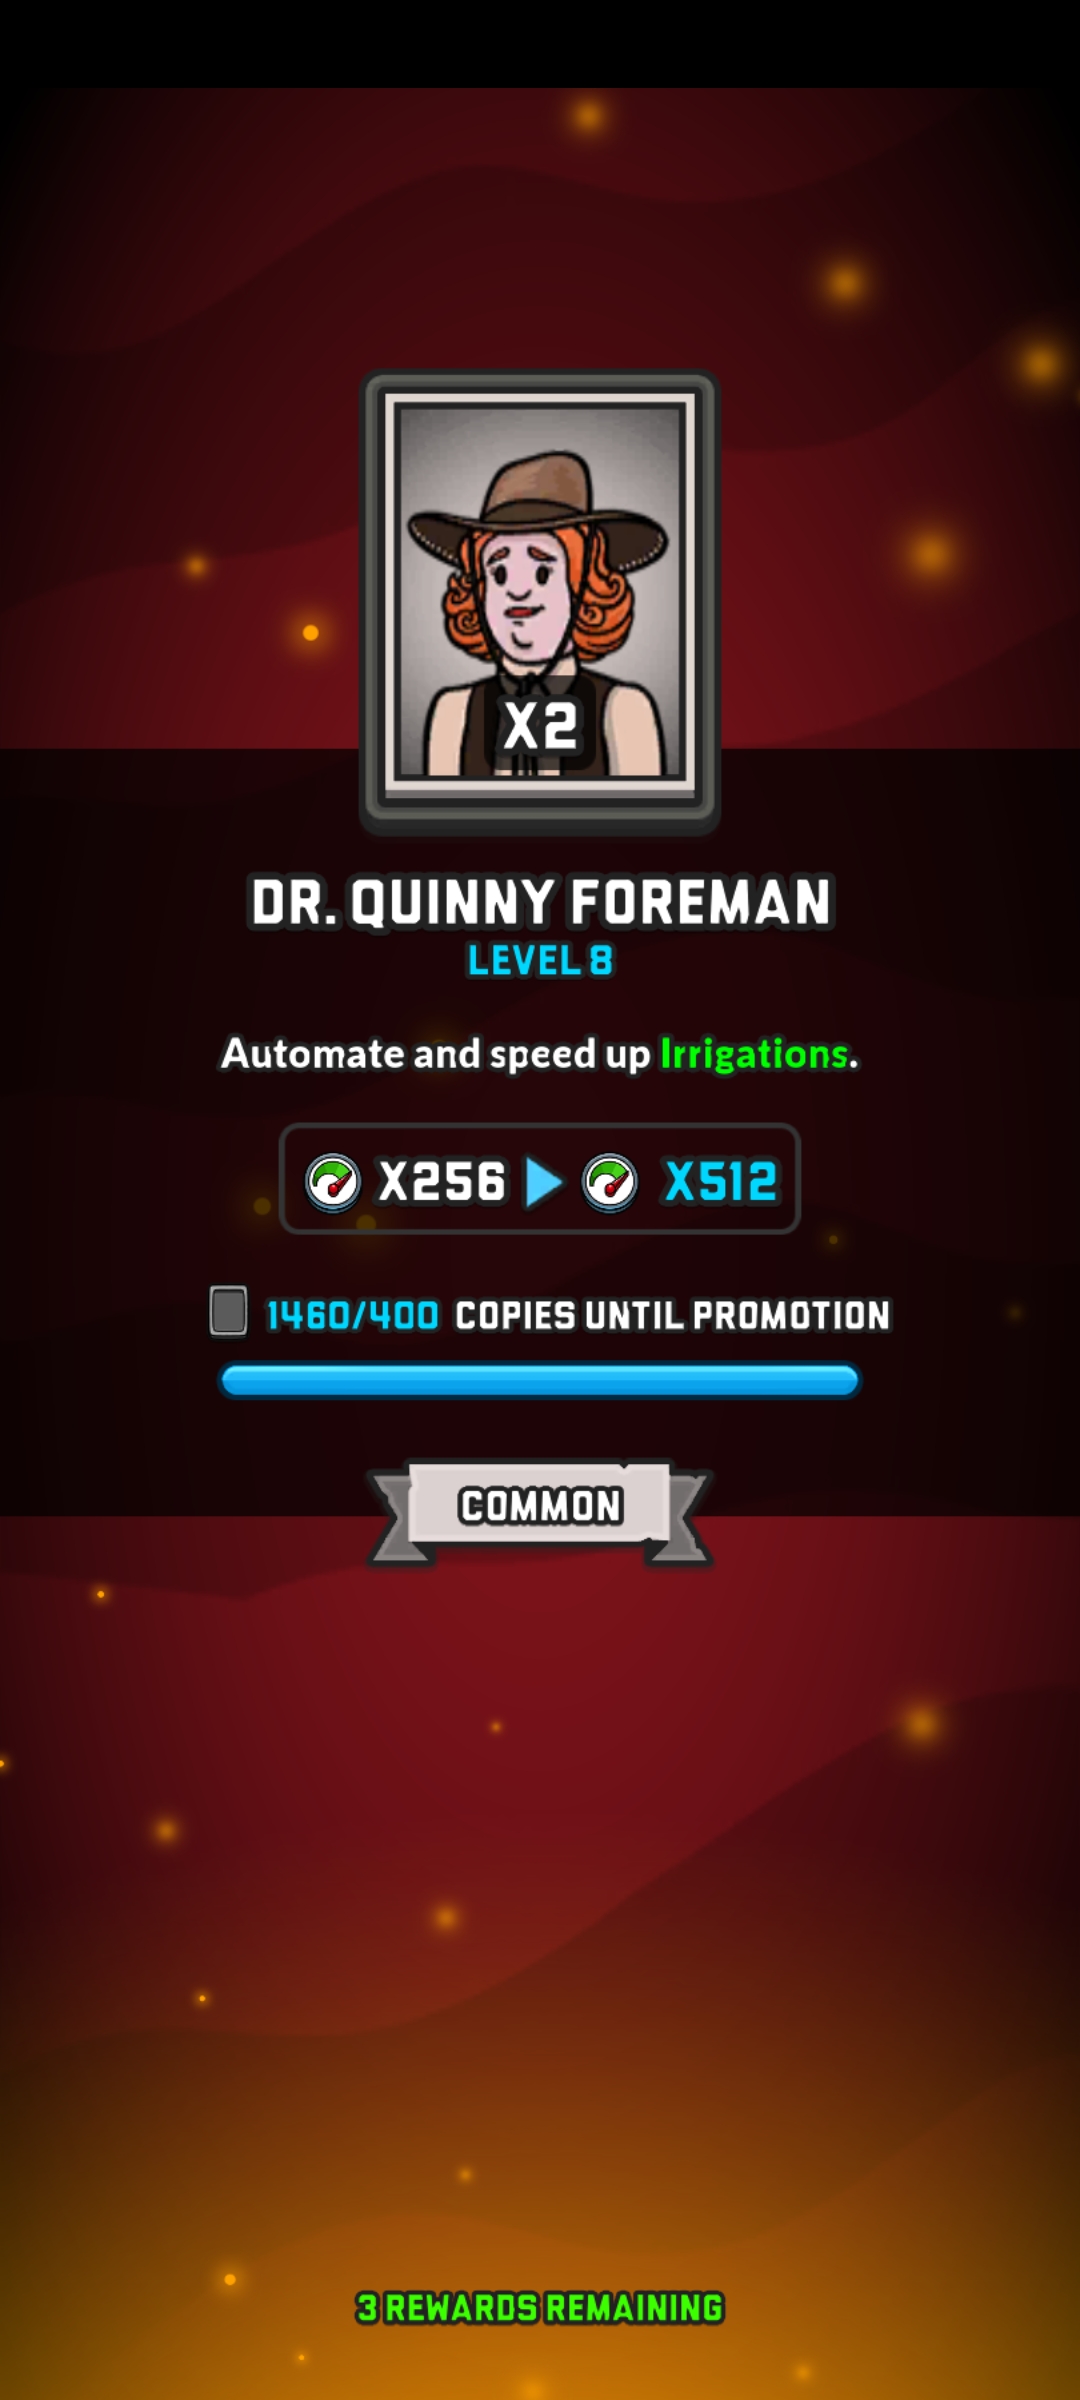 X2
DR. QUINNY FOREMAN
LEVEL 8
Automate and speed up Irrigations.
X256 X512
1460/400 COPIES UNTIL PROMOTION
COMMON
3 REWARDS REMAINING